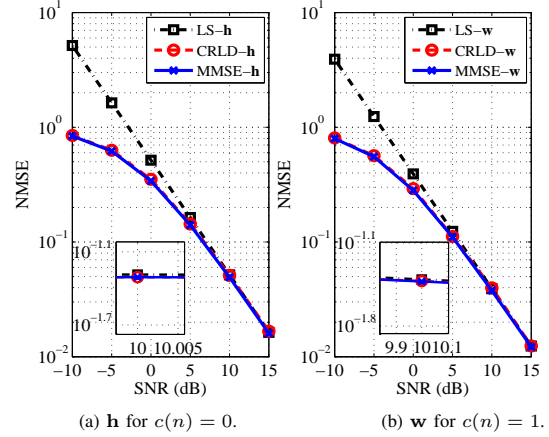 10^1
10^0
10^-1
10^-2
NMSE
LS-h
CRLD-h
MMSE-h
10^-1.1
10^-1.7
10 10.005
-10 -5 0 5 10 15
SNR (dB)
(a) h for c(n) = 0.
10^1
10^0
10^-1
10^-2
NMSE
LS-w
CRLD-w
MMSE-w
10^-1.1
10^-1.8
9.9 10 10.1
-10 -5 0 5 10 15
SNR (dB)
(b) w for c(n) = 1.